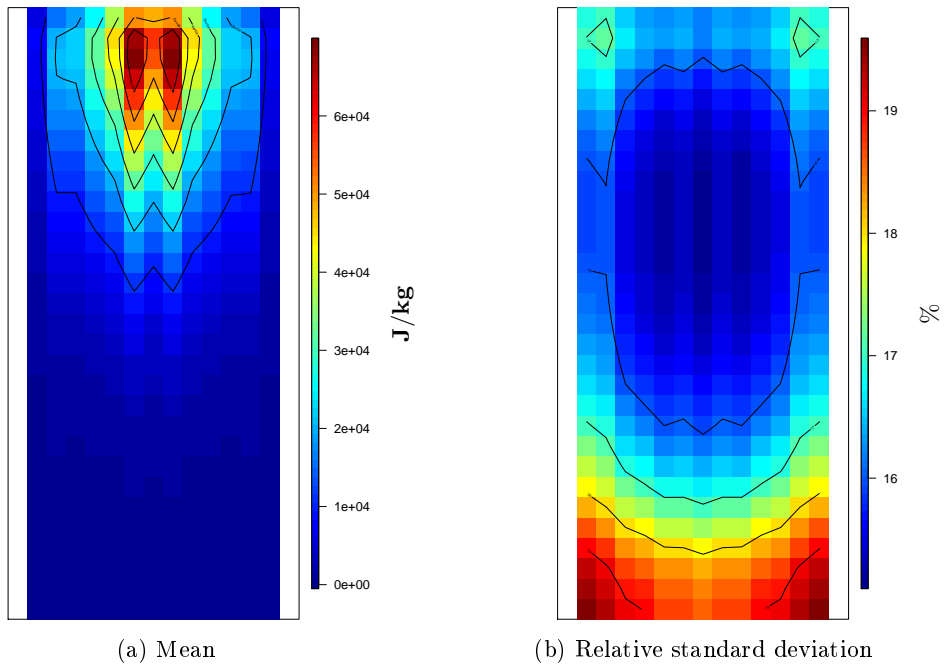 6e+04
5e+04
4e+04
3e+04
2e+04
1e+04
0e+00
J/kg
19
18
17
16
%
(a) Mean
(b) Relative standard deviation